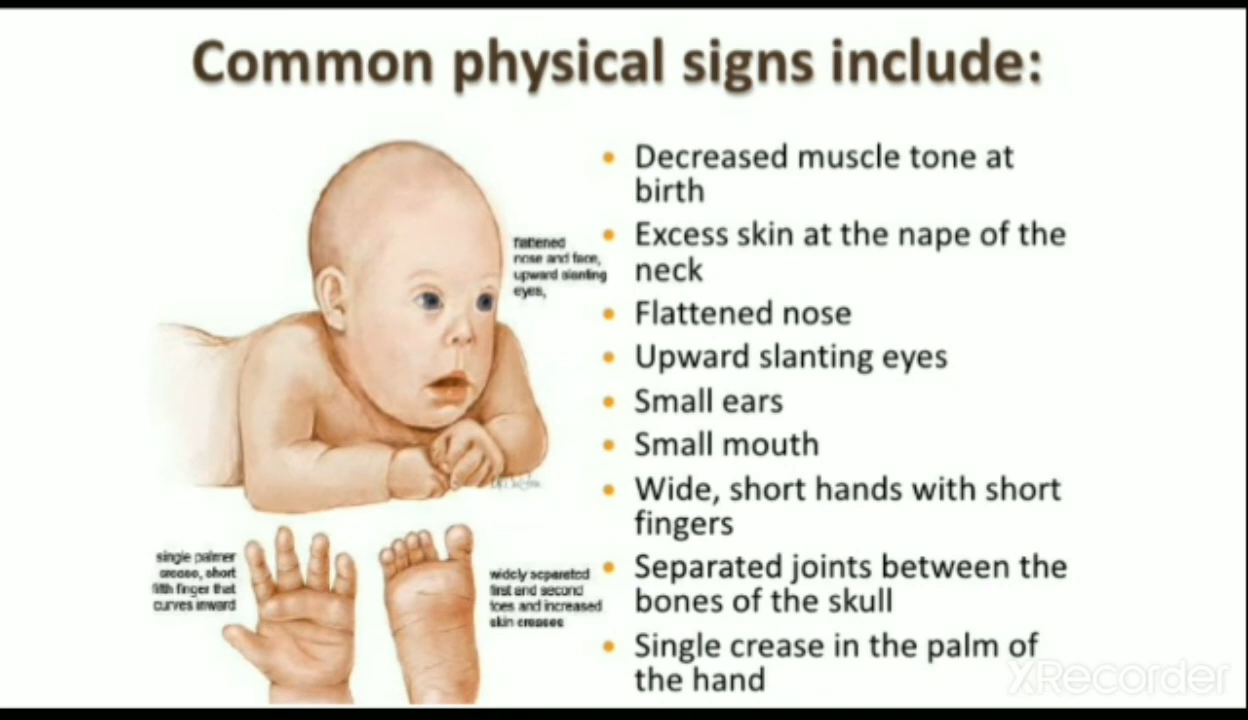 Common physical signs include:
• Decreased muscle tone at
birth
• Excess skin at the nape of the
neck
• Flattened nose
• Upward slanting eyes
• Small ears
• Small mouth
• Wide, short hands with short
fingers
• Separated joints between the
bones of the skull
• Single crease in the palm of
the hand
flattened
nose and face,
upward slanting
eyes,
single palmer
crease, short
fifth finger that
curves inward
widely separated
first and second
toes and increased
skin creases
XRecorder